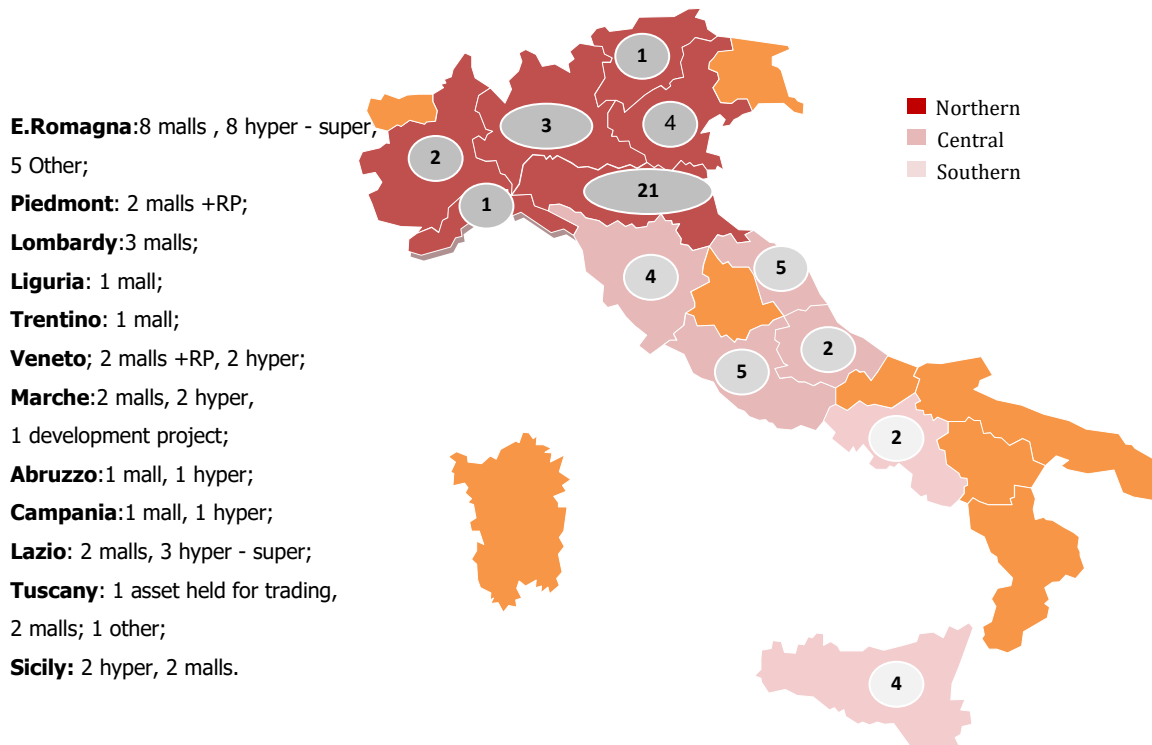 E.Romagna:8 malls , 8 hyper - super,
5 Other;
Piedmont: 2 malls +RP;
Lombardy:3 malls;
Liguria: 1 mall;
Trentino: 1 mall;
Veneto; 2 malls +RP, 2 hyper;
Marche:2 malls, 2 hyper,
1 development project;
Abruzzo:1 mall, 1 hyper;
Campania:1 mall, 1 hyper;
Lazio: 2 malls, 3 hyper - super;
Tuscany: 1 asset held for trading,
2 malls; 1 other;
Sicily: 2 hyper, 2 malls.
1
3
4
2
21
1
4
5
2
5
2
4
Northern
Central
Southern